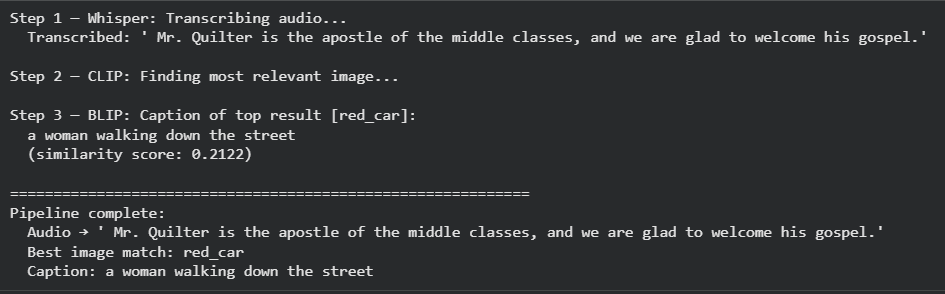 Step 1 — Whisper: Transcribing audio...
Transcribed: ' Mr. Quilter is the apostle of the middle classes, and we are glad to welcome his gospel.'
Step 2 — CLIP: Finding most relevant image...
Step 3 — BLIP: Caption of top result [red_car]:
a woman walking down the street
(similarity score: 0.2122)
============================================================
Pipeline complete:
Audio → ' Mr. Quilter is the apostle of the middle classes, and we are glad to welcome his gospel.'
Best image match: red_car
Caption: a woman walking down the street